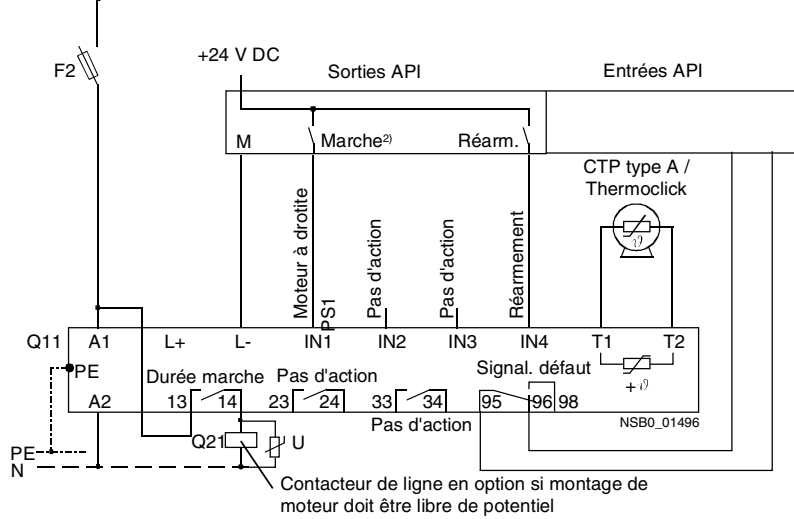 +24 V DC
F2
Sorties API
Entrées API
M
Marche2)
Réarm.
CTP type A /
Thermoclick
Moteur à drotite
PS1
Pas d'action
Pas d'action
Réarmement
ϑ
Q11
A1
L+
L-
IN1
IN2
IN3
IN4
T1
T2
PE
Durée marche
Pas d'action
Signal. défaut
+ϑ
A2
13
14
23
24
33
34
95
96
98
Pas d'action
NSB0_01496
Q21
U
PE
N
Contacteur de ligne en option si montage de
moteur doit être libre de potentiel